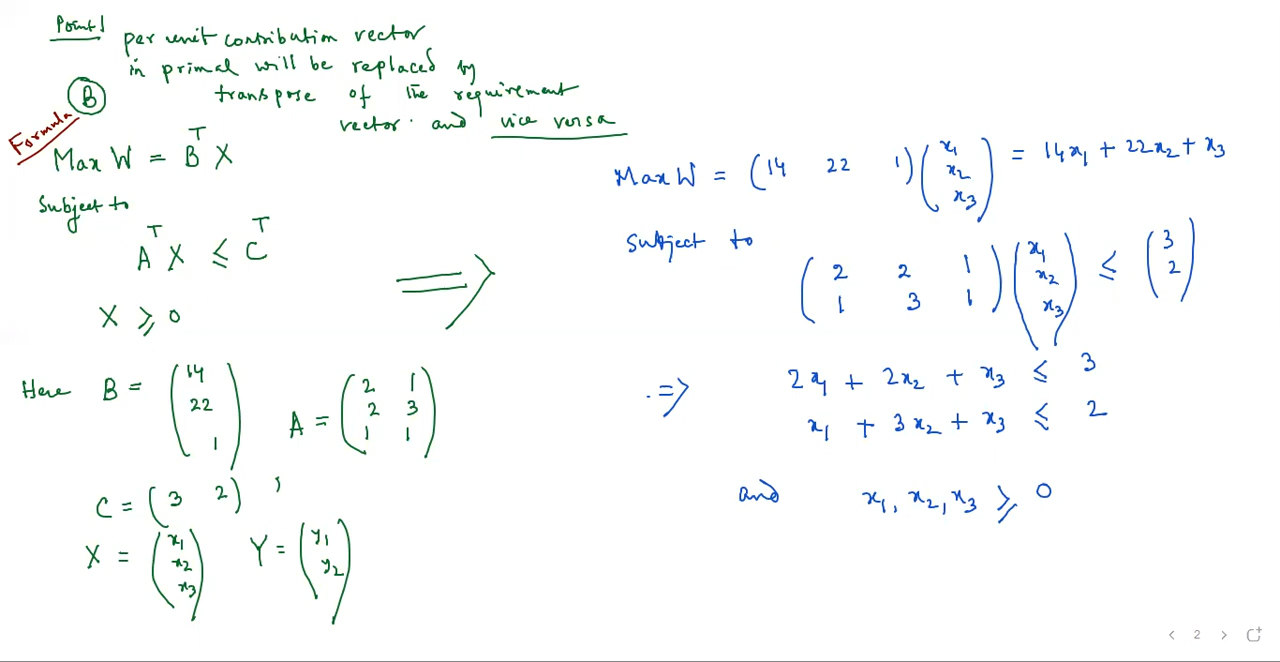 Point 1
per unit contribution vector
in primal will be replaced by
transpose of the requirement
vector. and vice versa
B
Formula
Max W = B^T X
Subject to
A^T X ≤ C^T
X ≥ 0
Here B = (14 22 1) A = (2 1
2 3
1 1)
C = (3 2) ,
X = (x1 x2 x3) Y = (y1 y2)
⟹
Max W = (14 22 1) (x1 x2 x3) = 14x1 + 22x2 + x3
Subject to
(2 2 1
1 3 1) (x1 x2 x3) ≤ (3 2)
⇒ 2x1 + 2x2 + x3 ≤ 3
x1 + 3x2 + x3 ≤ 2
and x1, x2, x3 ≥ 0
< 2 >